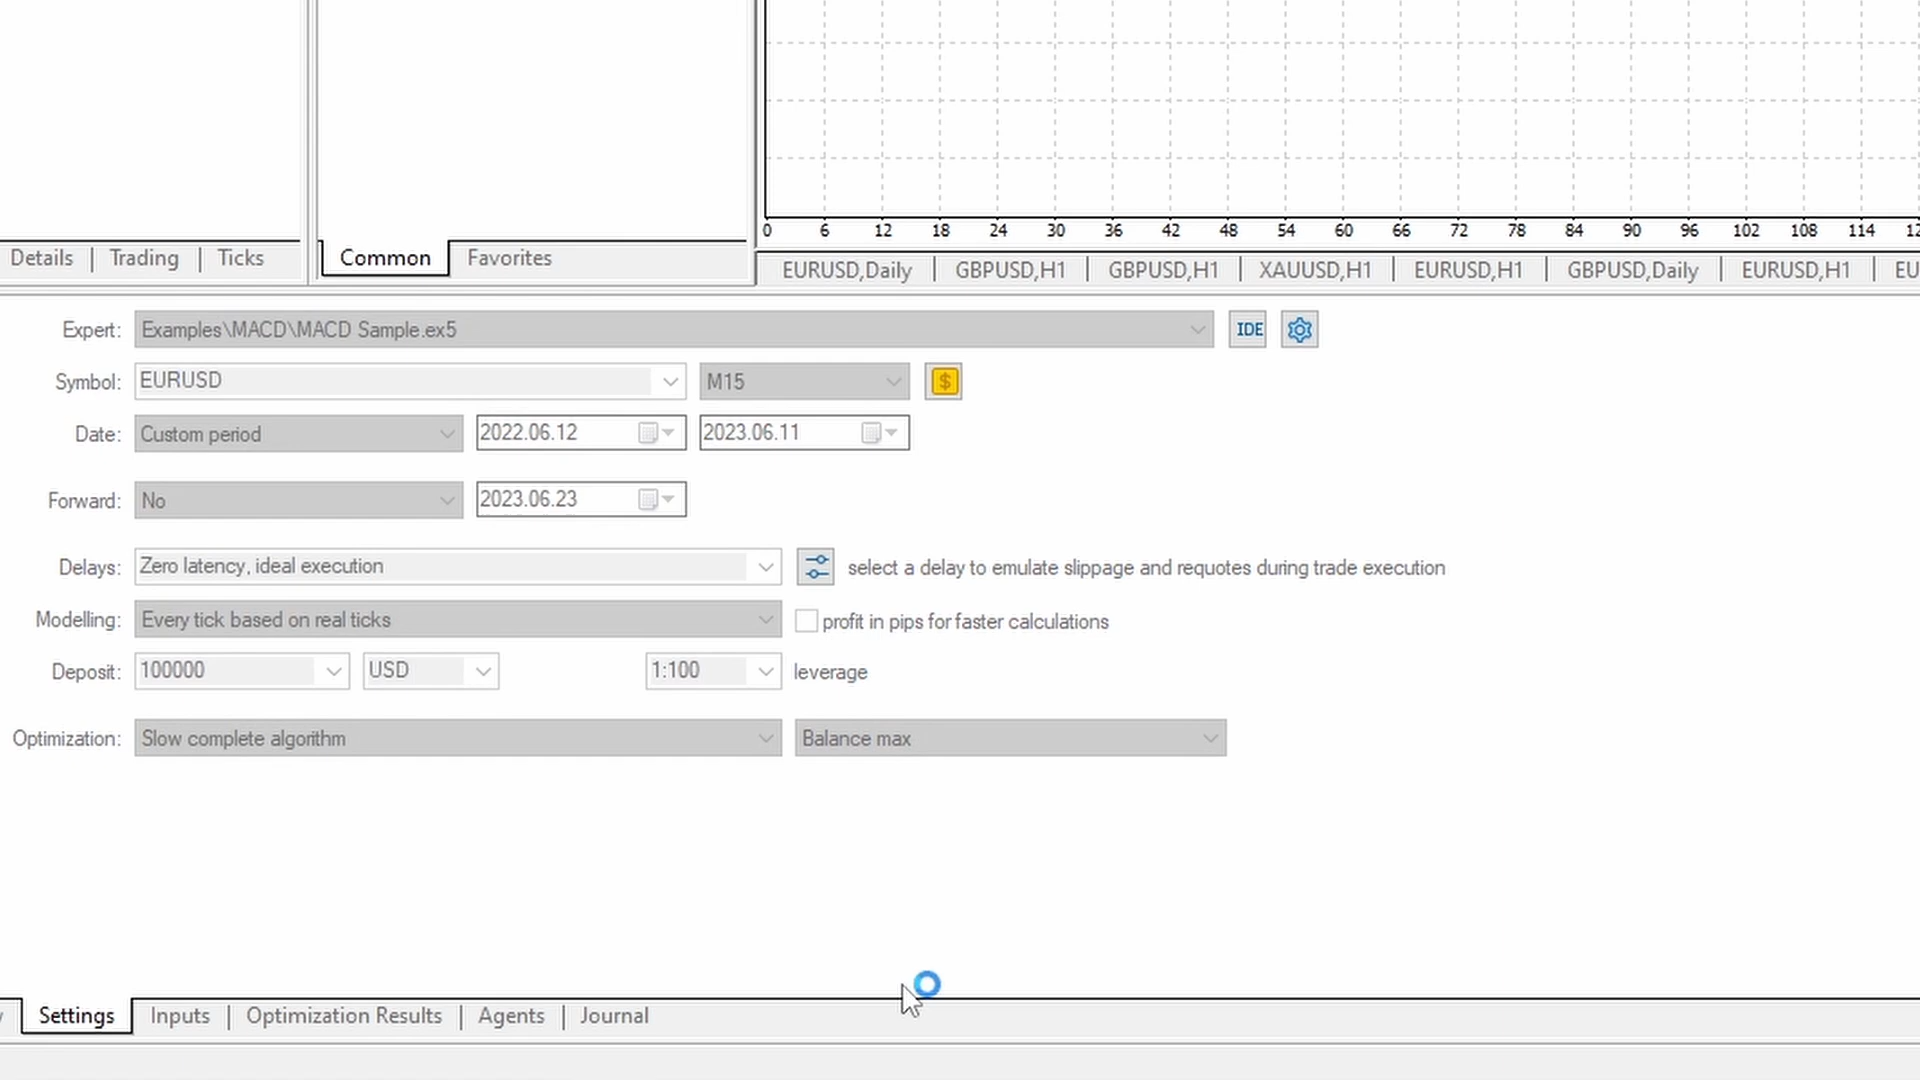 0 6 12 18 24 30 36 42 48 54 60 66 72 78 84 90 96 102 108 114
Details | Trading | Ticks
Common Favorites
EURUSD,Daily | GBPUSD,H1 | GBPUSD,H1 | XAUUSD,H1 | EURUSD,H1 | GBPUSD,Daily | EURUSD,H1 |
Expert: Examples\MACD\MACD Sample.ex5 IDE
Symbol: EURUSD M15 $
Date: Custom period 2022.06.12 2023.06.11
Forward: No 2023.06.23
Delays: Zero latency, ideal execution select a delay to emulate slippage and requotes during trade execution
Modelling: Every tick based on real ticks profit in pips for faster calculations
Deposit: 100000 USD 1:100 leverage
Optimization: Slow complete algorithm Balance max
Settings Inputs | Optimization Results | Agents | Journal